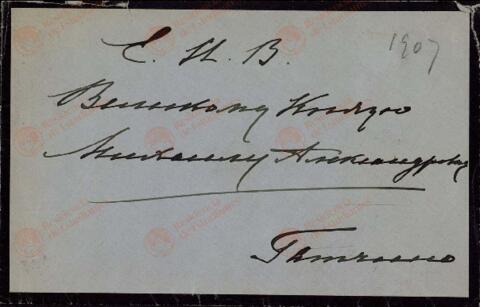 Е. И. В.
1907
Великому Князю
Михаилу Александровичу
Гатчино